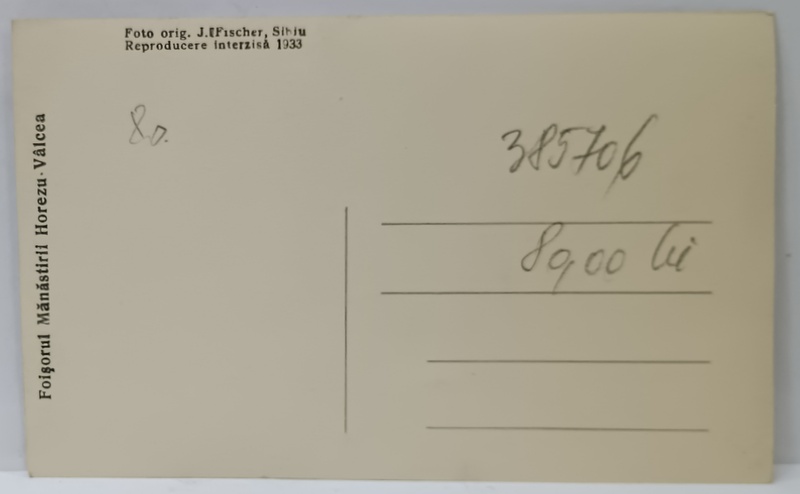 Foto orig. J. Fischer, Sibiu
Reproducere interzisă 1933
Foişorul Mănăstirii Horezu-Vâlcea
80.
385706
80,00 lei